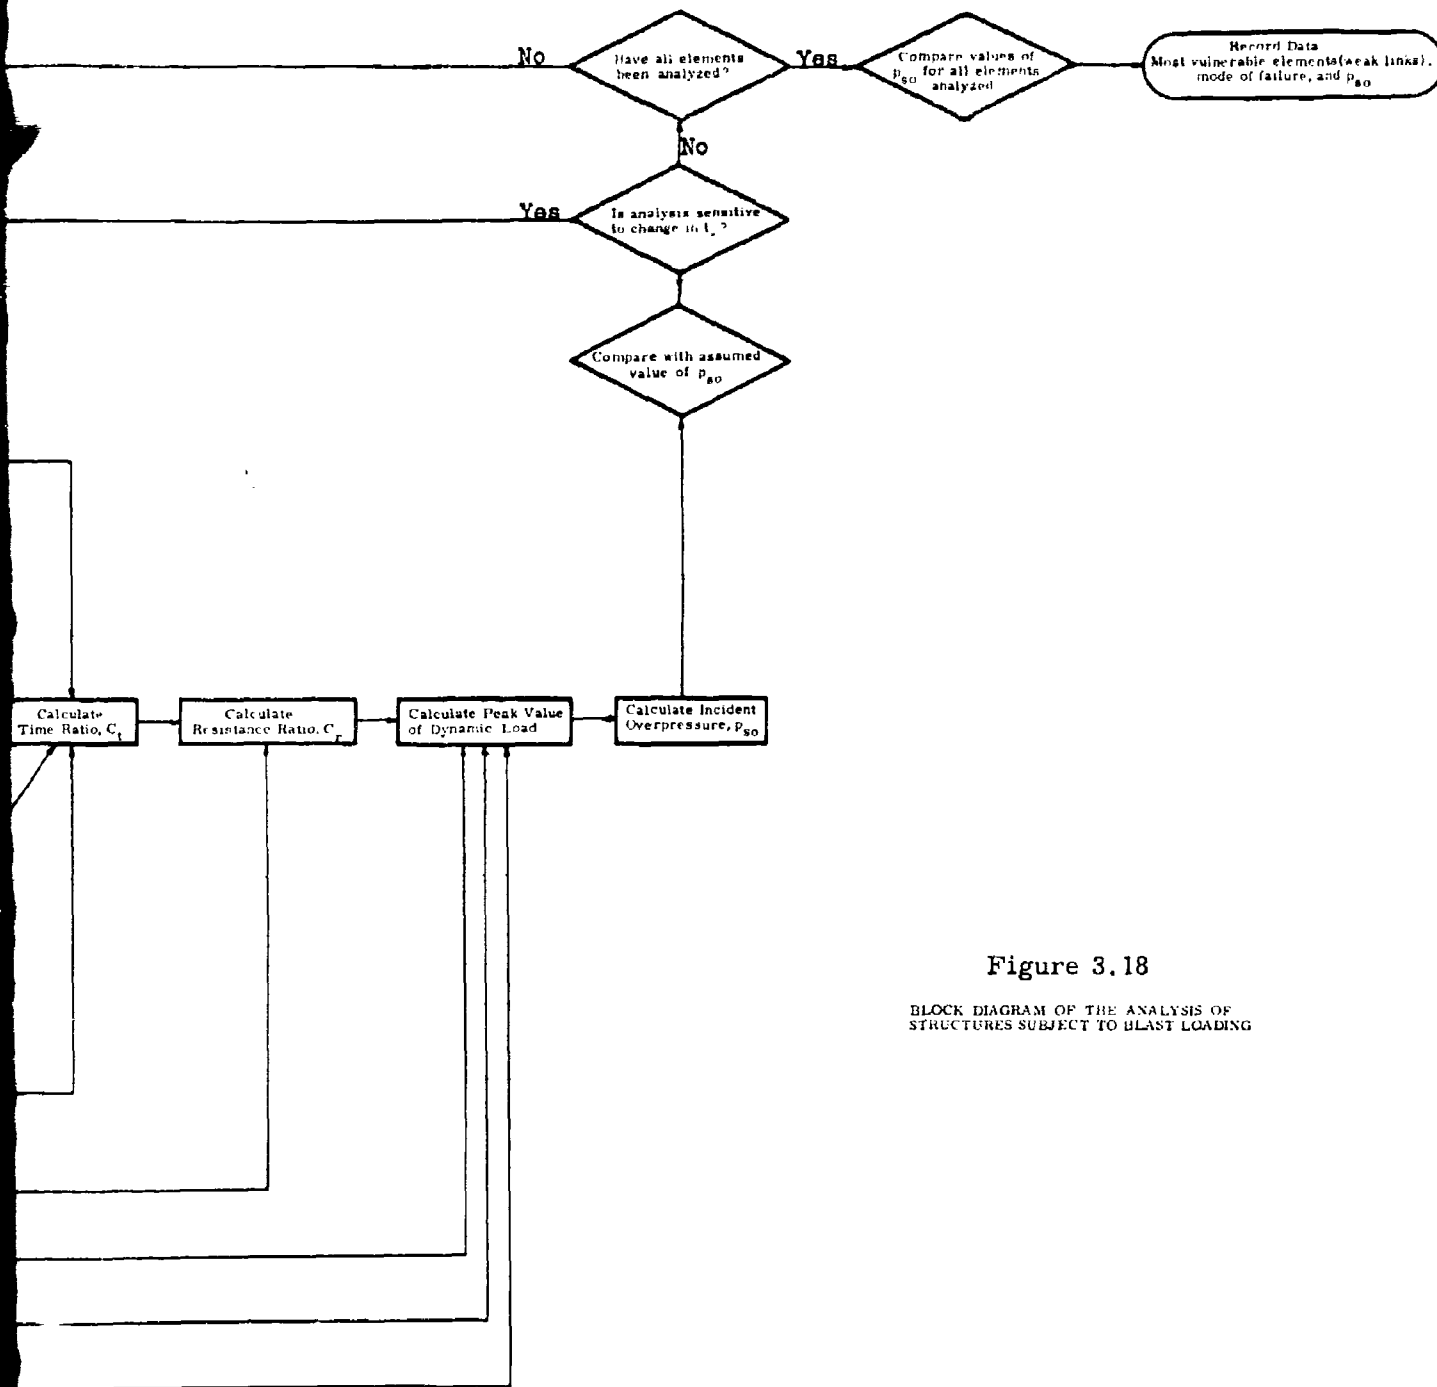 No
Have all elements
been analyzed?
Yes
Compare values of
p_so for all elements
analyzed
Record Data
Most vulnerable elements(weak links),
mode of failure, and p_so
No
Yes
Is analysis sensitive
to change in
Compare with assumed
value of p_so
Calculate
Time Ratio, C_t
Calculate
Resistance Ratio, C_r
Calculate Peak Value
of Dynamic Load
Calculate Incident
Overpressure, p_so
Figure 3.18
BLOCK DIAGRAM OF THE ANALYSIS OF
STRUCTURES SUBJECT TO BLAST LOADING